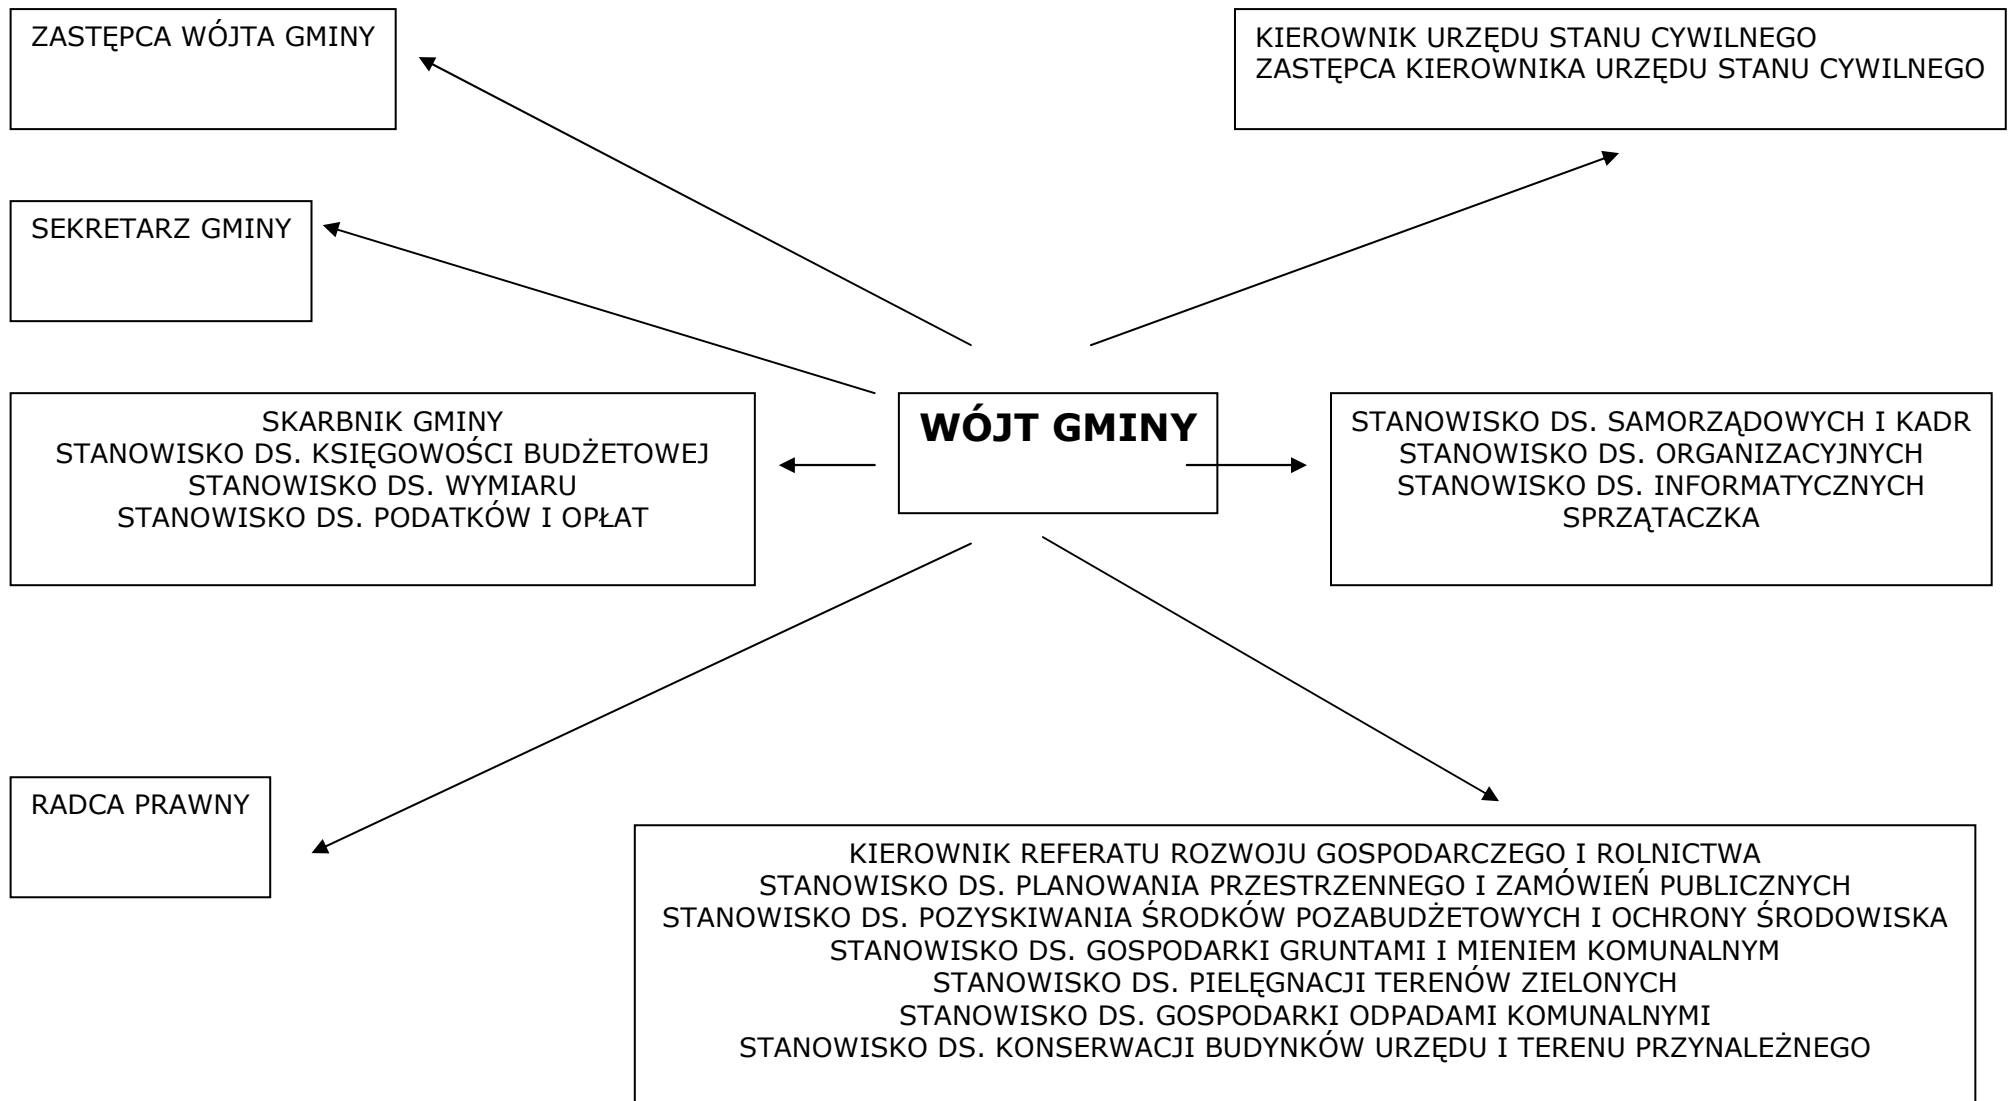 ZASTĘPCA WÓJTA GMINY
KIEROWNIK URZĘDU STANU CYWILNEGO
ZASTĘPCA KIEROWNIKA URZĘDU STANU CYWILNEGO
SEKRETARZ GMINY
SKARBNIK GMINY
STANOWISKO DS. KSIĘGOWOŚCI BUDŻETOWEJ
STANOWISKO DS. WYMIARU
STANOWISKO DS. PODATKÓW I OPŁAT
WÓJT GMINY
STANOWISKO DS. SAMORZĄDOWYCH I KADR
STANOWISKO DS. ORGANIZACYJNYCH
STANOWISKO DS. INFORMATYCZNYCH
SPRZĄTACZKA
RADCA PRAWNY
KIEROWNIK REFERATU ROZWOJU GOSPODARCZEGO I ROLNICTWA
STANOWISKO DS. PLANOWANIA PRZESTRZENNEGO I ZAMÓWIEŃ PUBLICZNYCH
STANOWISKO DS. POZYSKIWANIA ŚRODKÓW POZABUDŻETOWYCH I OCHRONY ŚRODOWISKA
STANOWISKO DS. GOSPODARKI GRUNTAMI I MIENIEM KOMUNALNYM
STANOWISKO DS. PIELĘGNACJI TERENÓW ZIELONYCH
STANOWISKO DS. GOSPODARKI ODPADAMI KOMUNALNYMI
STANOWISKO DS. KONSERWACJI BUDYNKÓW URZĘDU I TERENU PRZYNALEŻNEGO